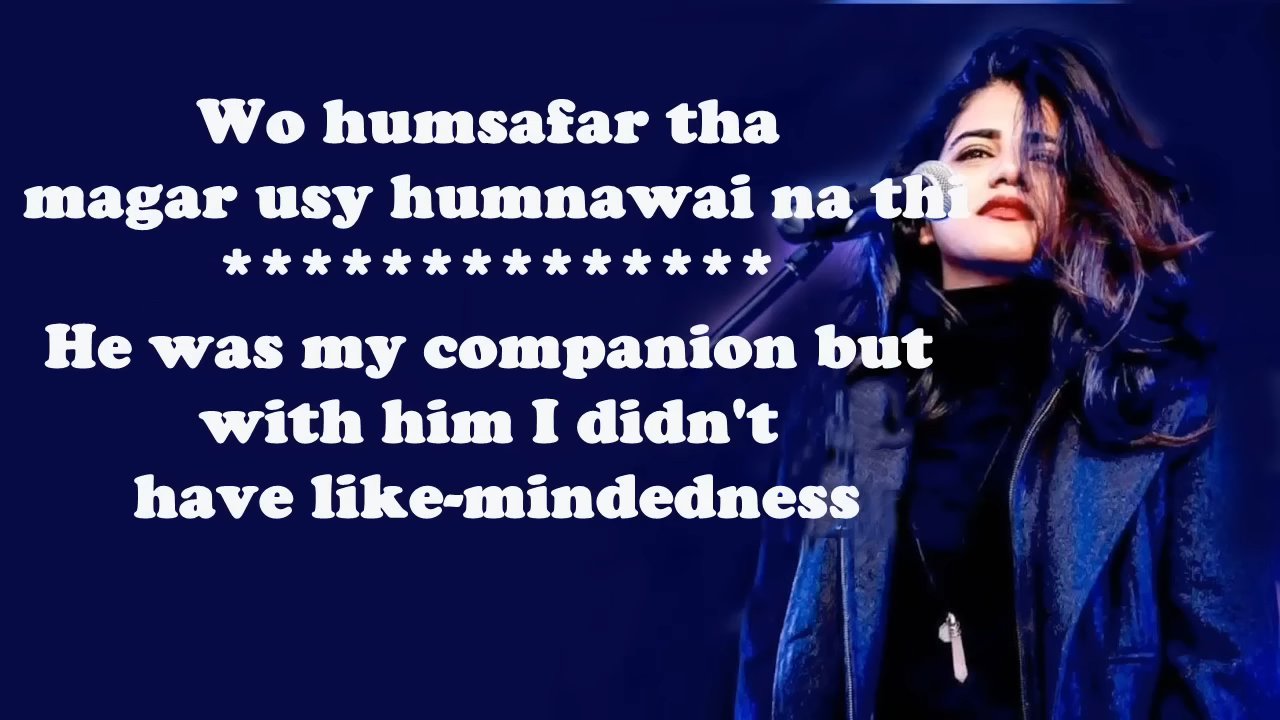 Wo humsafar tha
magar usy humnawai na thi
**************
He was my companion but
with him I didn't
have like-mindedness